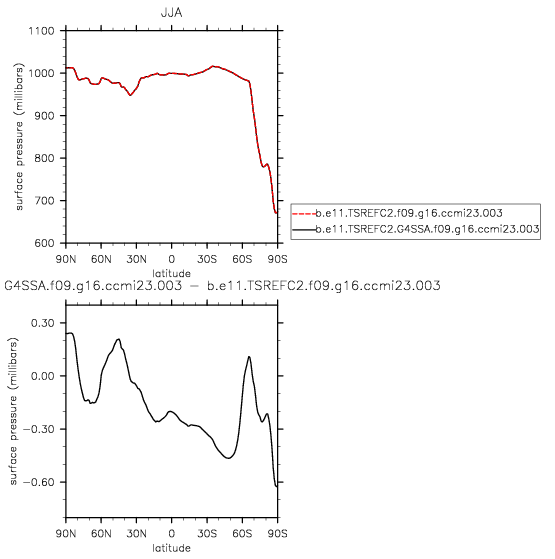 JJA
surface pressure (millibars)
1100
1000
900
800
700
600
90N 60N 30N 0 30S 60S 90S
latitude
b.e11.TSREFC2.f09.g16.ccmi23.003
b.e11.TSREFC2.G4SSA.f09.g16.ccmi23.003
G4SSA.f09.g16.ccmi23.003 - b.e11.TSREFC2.f09.g16.ccmi23.003
surface pressure (millibars)
0.30
0.00
-0.30
-0.60
90N 60N 30N 0 30S 60S 90S
latitude